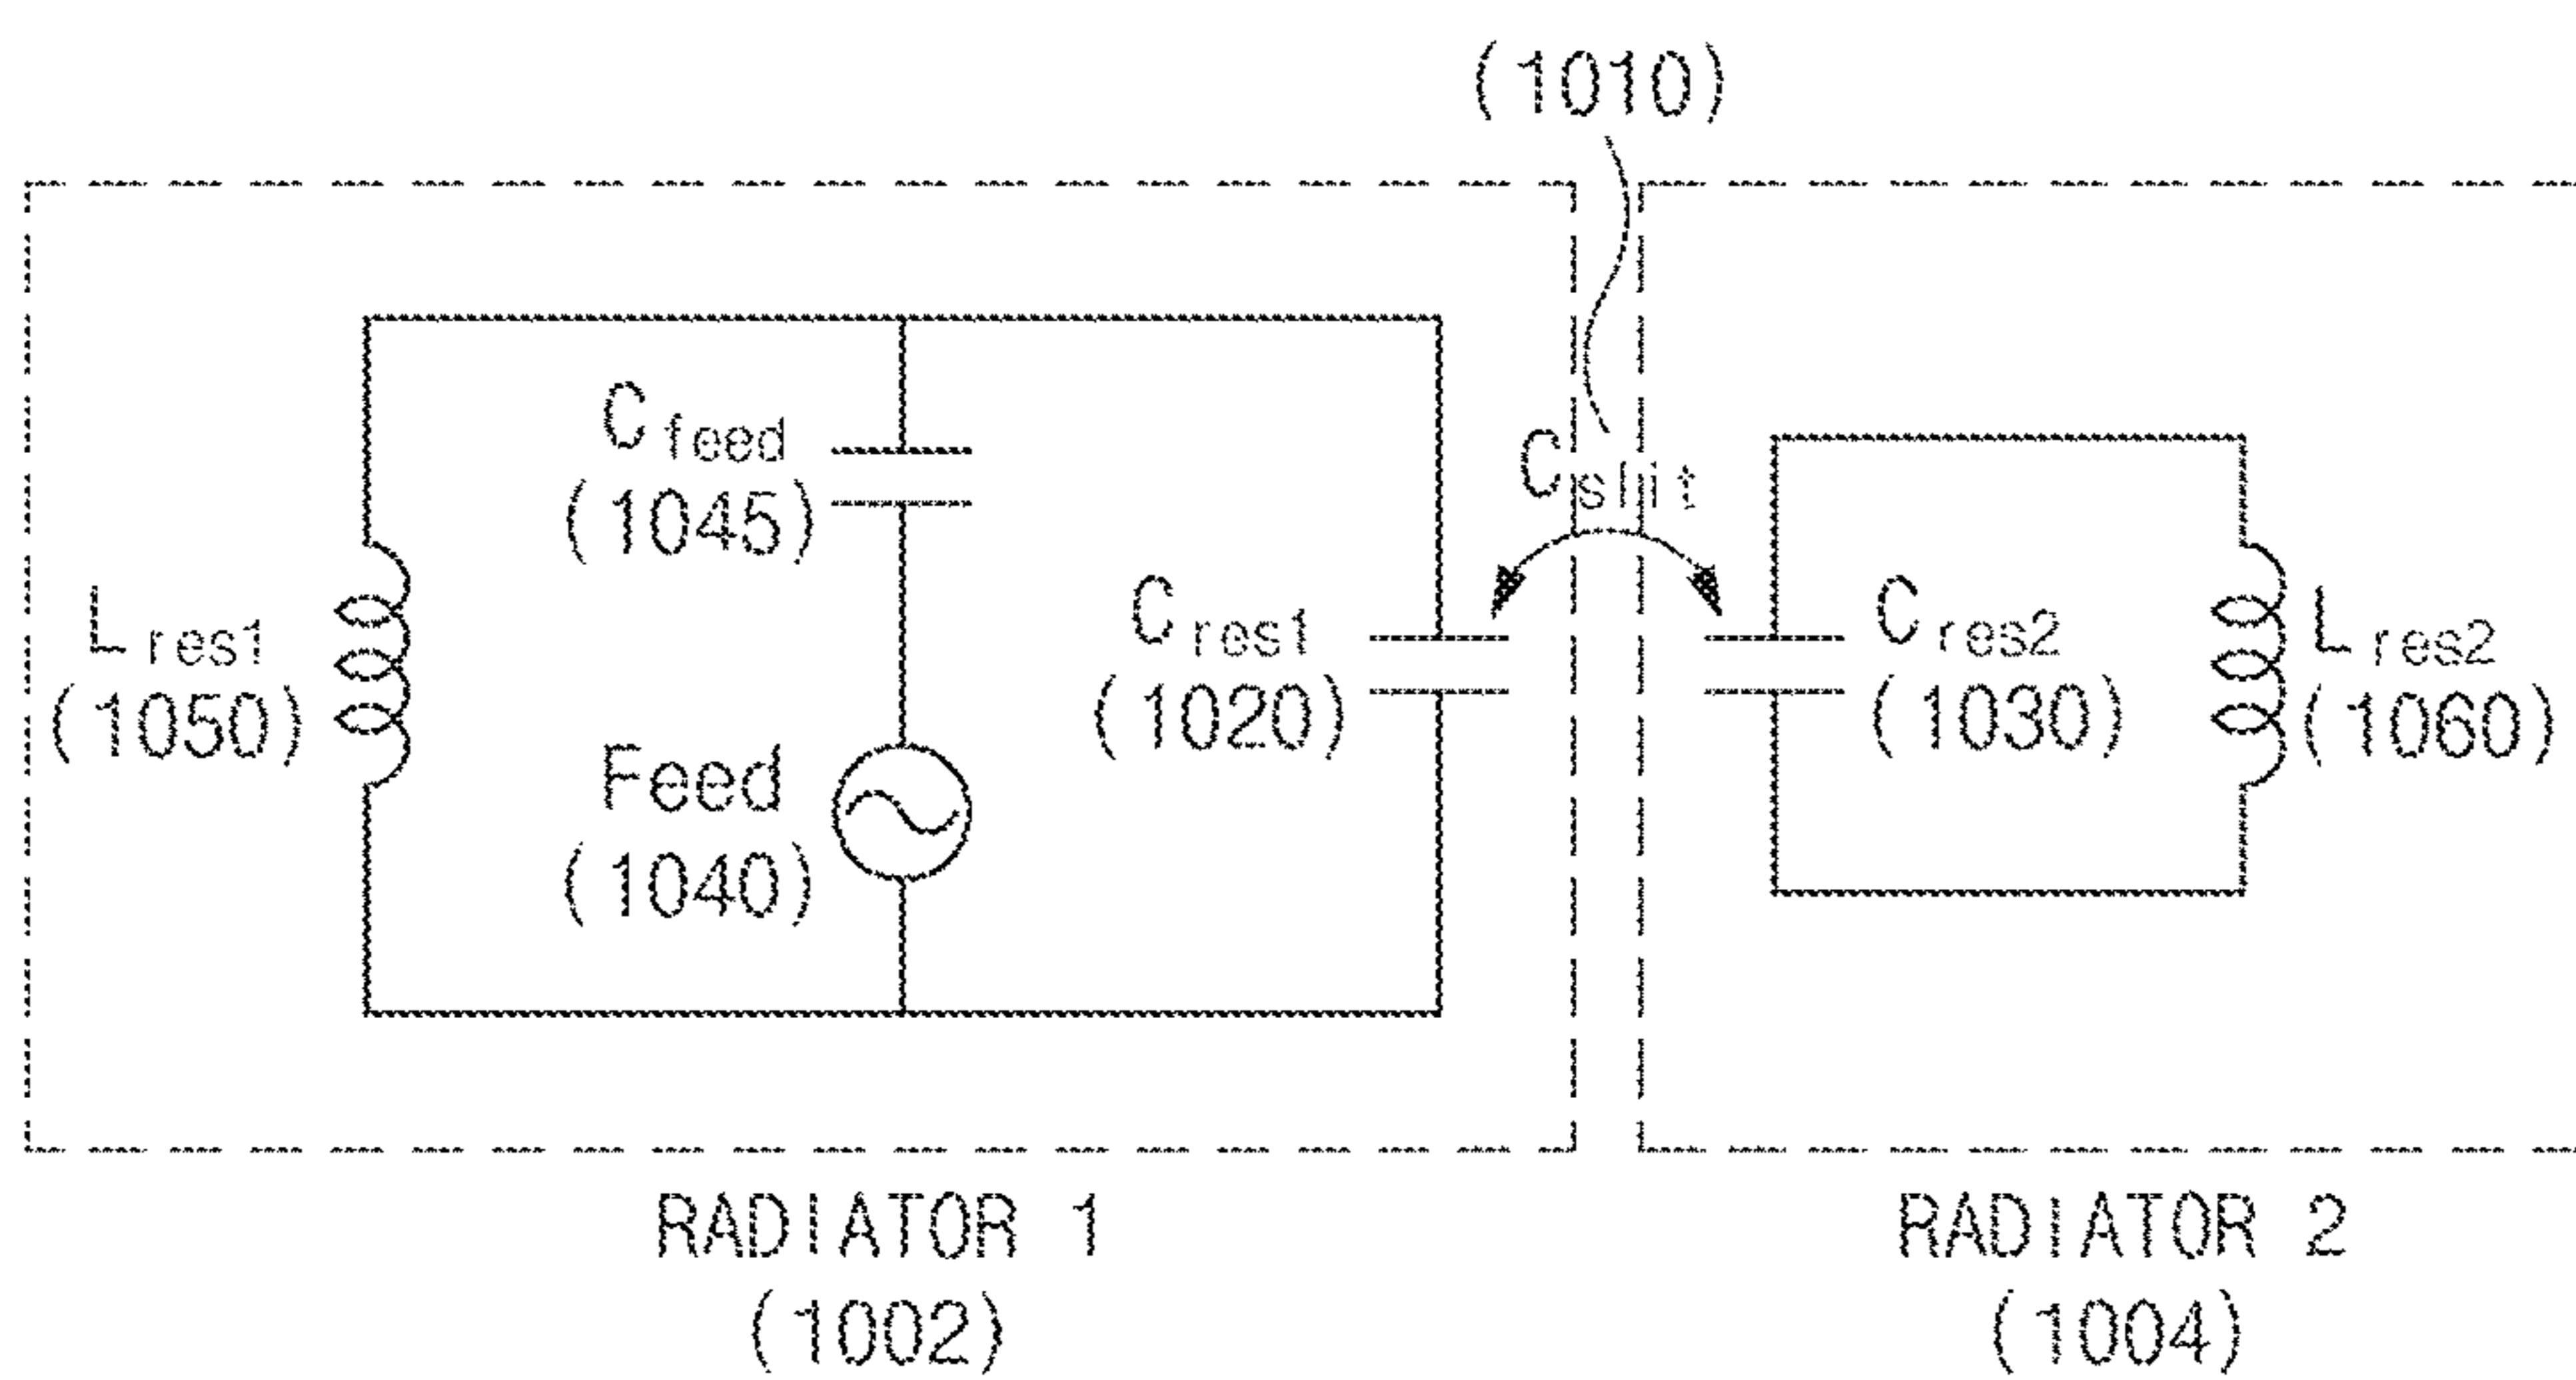 (1010)
C feed
(1045)
C slit
L res1
(1050)
C res1
(1020)
C res2
(1030)
L res2
(1060)
Feed
(1040)
RADIATOR 1
(1002)
RADIATOR 2
(1004)